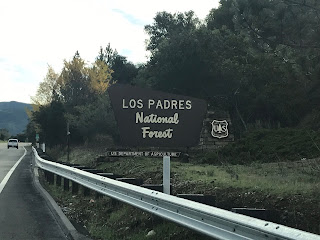 LOS PADRES
National
Forest
U.S. DEPARTMENT OF AGRICULTURE